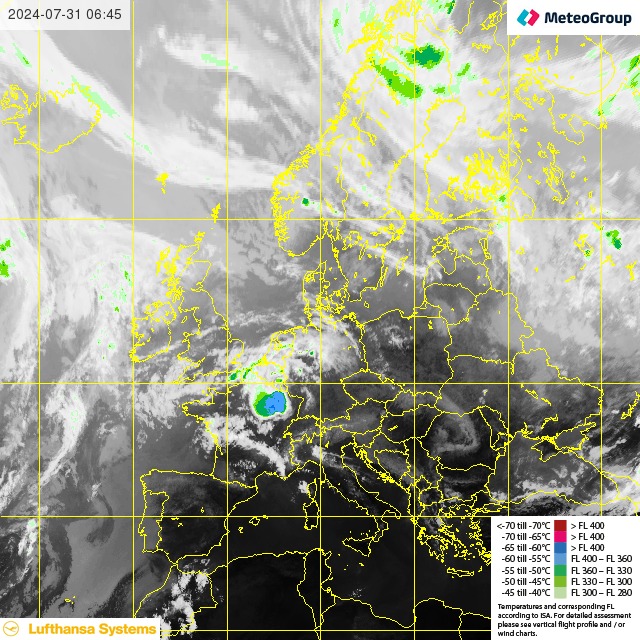 2024-07-31 06:45
MeteoGroup
<-70 till -70°C > FL 400
-70 till -65°C > FL 400
-65 till -60°C > FL 400
-60 till -55°C FL 400 – FL 360
-55 till -50°C FL 360 – FL 330
-50 till -45°C FL 330 – FL 300
-45 till -40°C FL 300 – FL 280
Temperatures and corresponding FL
according to ISA. For detailed assessment
please see vertical flight profile and / or
wind charts.
Lufthansa Systems